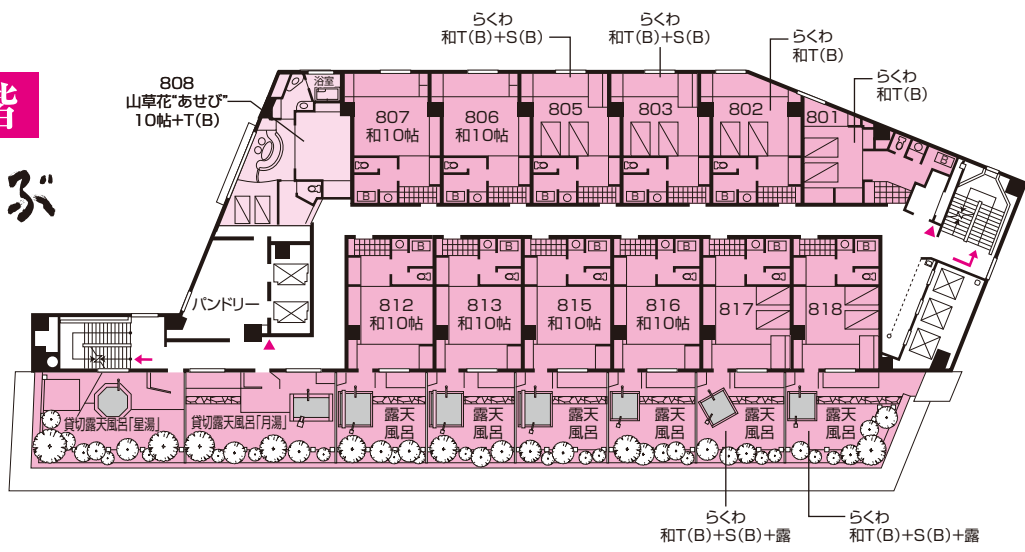 階
ぶ
らくわ
和T(B)+S(B)
らくわ
和T(B)+S(B)
らくわ
和T(B)
らくわ
和T(B)
808
山草花"あせび"
10帖+T(B)
浴室
807
和10帖
806
和10帖
805
803
802
801
B
B
B
B
B
B
パンドリー
B
B
B
B
B
B
812
和10帖
813
和10帖
815
和10帖
816
和10帖
817
818
貸切露天風呂「星湯」
貸切露天風呂「月湯」
露天
風呂
露天
風呂
露天
風呂
露天
風呂
露天
風呂
露天
風呂
らくわ
和T(B)+S(B)+露
らくわ
和T(B)+S(B)+露